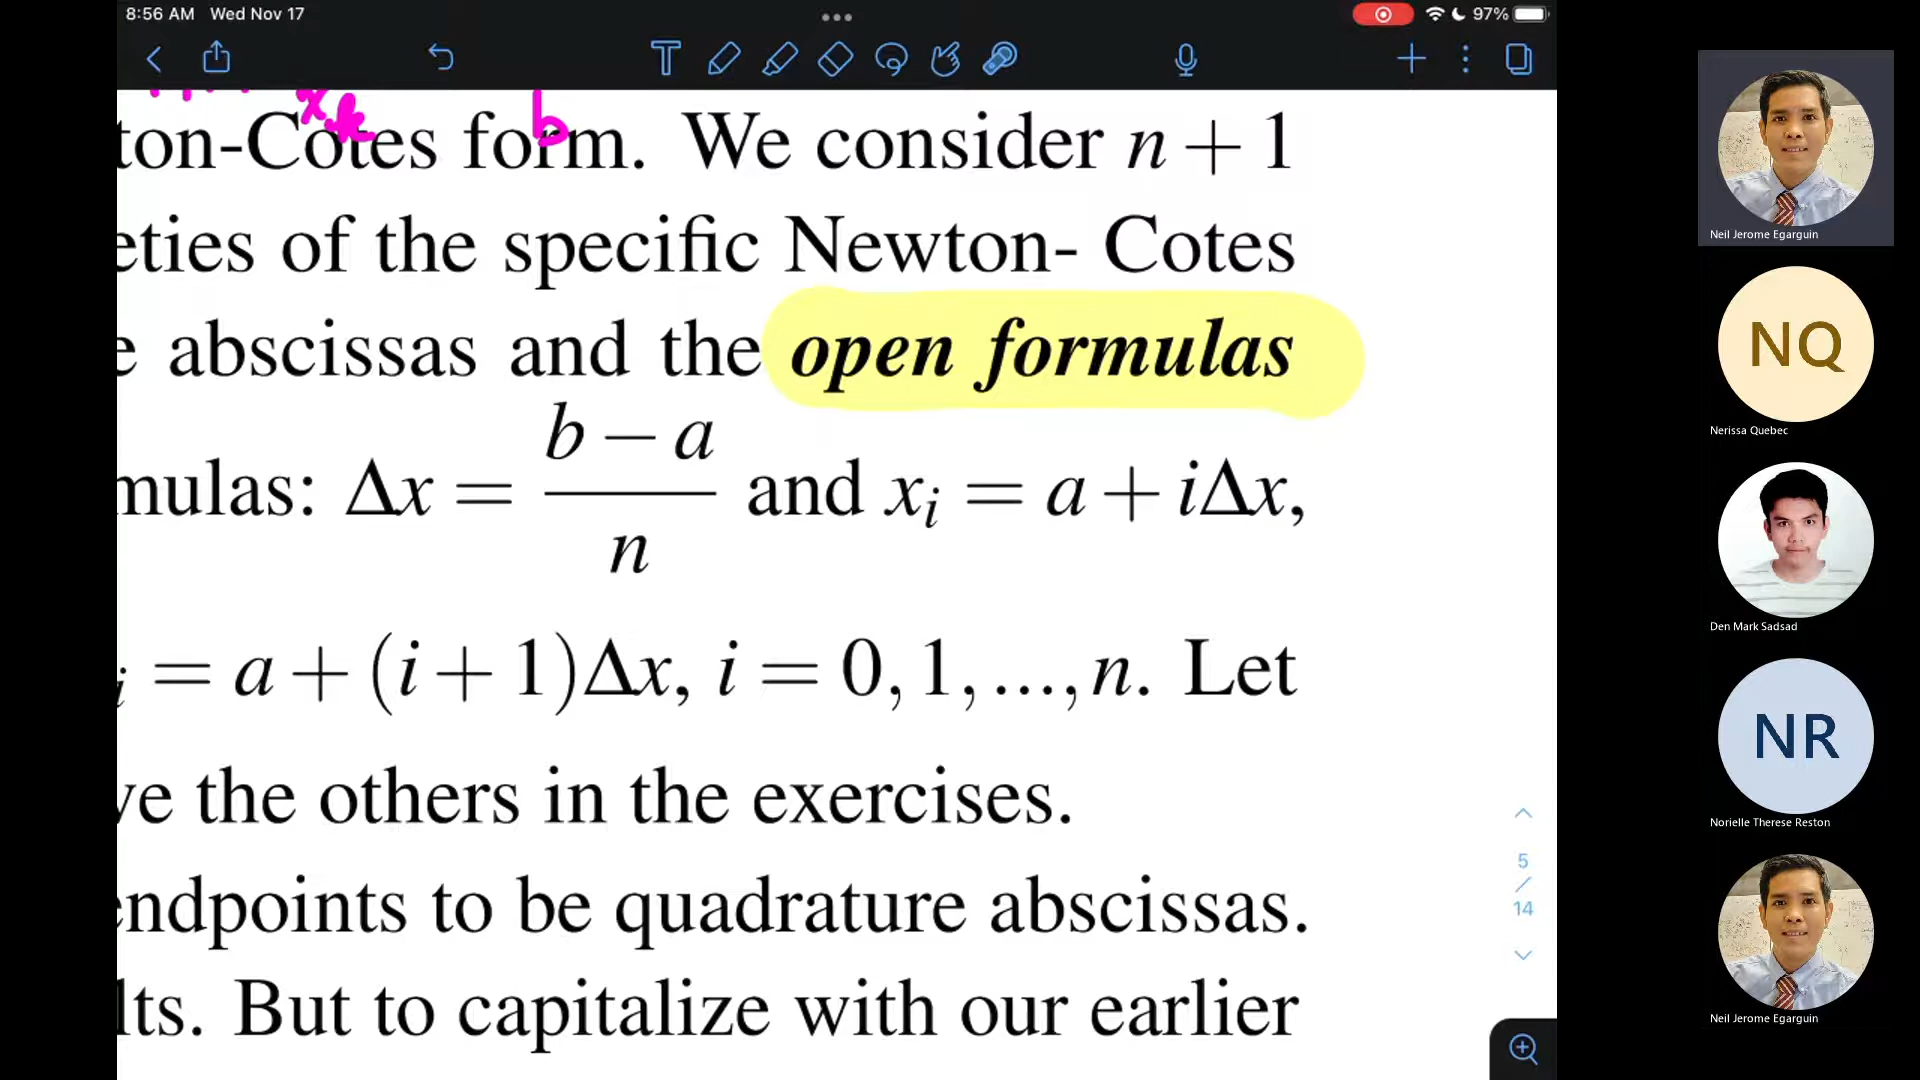 8:56 AM Wed Nov 17
97%
x k
b
ton-Cotes form. We consider n + 1
eties of the specific Newton- Cotes
e abscissas and the open formulas
mulas: Δx = \frac{b − a}{n} and x_i = a + iΔx,
i = a + (i + 1)Δx, i = 0, 1, ..., n. Let
ve the others in the exercises.
endpoints to be quadrature abscissas.
lts. But to capitalize with our earlier
5
/
14
Neil Jerome Egarguin
NQ
Nerissa Quebec
Den Mark Sadsad
NR
Norielle Therese Reston
Neil Jerome Egarguin